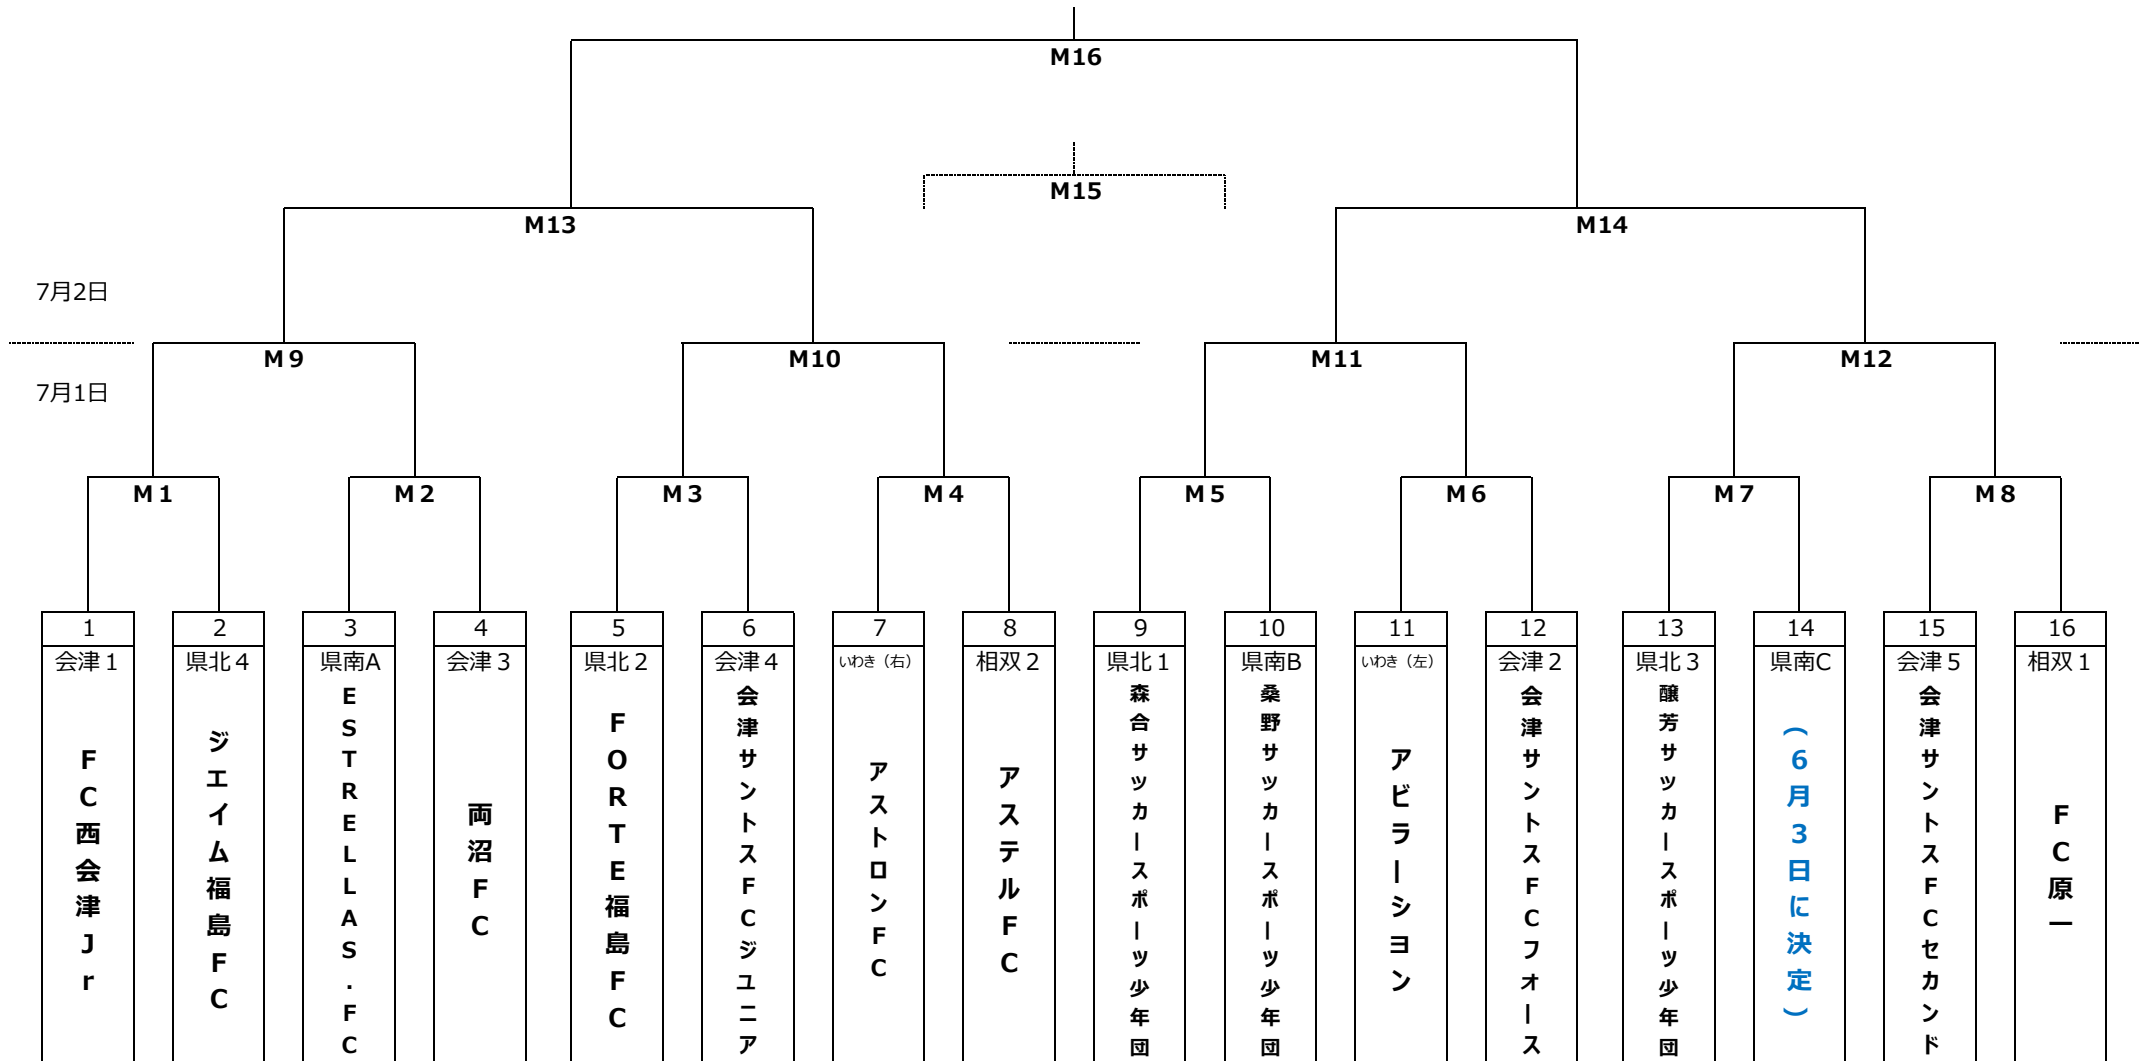 M16
M15
M13
M14
7月2日
M9
M10
M11
M12
7月1日
M1
M2
M3
M4
M5
M6
M7
M8
1
2
3
4
5
6
7
8
9
10
11
12
13
14
15
16
会津1
県北4
県南A
会津3
県北2
会津4
いわき（右）
相双2
県北1
県南B
いわき（左）
会津2
県北3
県南C
会津5
相双1
FC西会津Jr
ジエイム福島FC
ESTRELLAS.FC
両沼FC
FORTE福島FC
会津サントスFCジユニア
アストロンFC
アステルFC
森合サッカースポーツ少年団
桑野サッカースポーツ少年団
アビラーシヨン
会津サントスFCフオース
醸芳サッカースポーツ少年団
(6月3日に決定)
会津サントスFCセカンド
FC原一